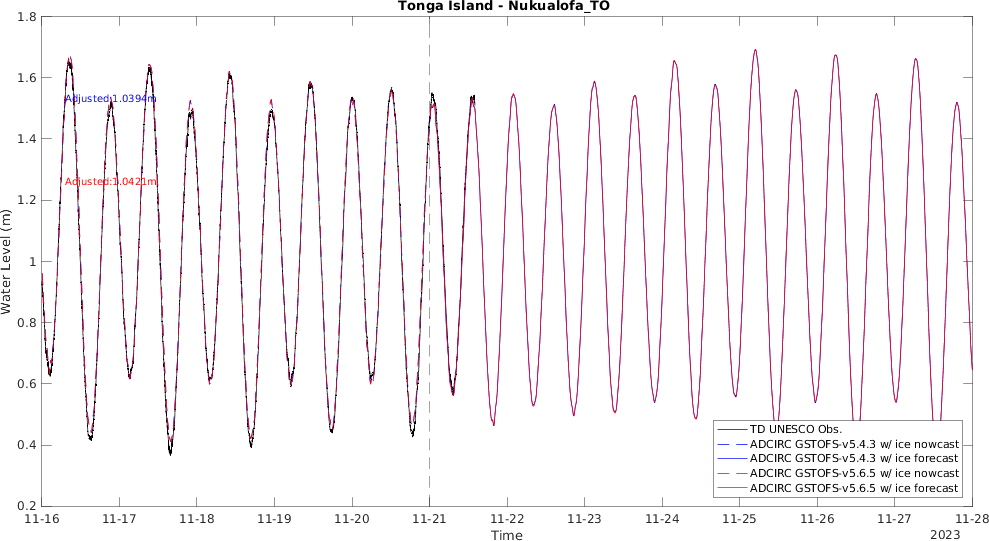 Tonga Island - Nukualofa_TO
1.8
1.6
1.4
1.2
1
0.8
0.6
0.4
0.2
Water Level (m)
Adjusted:1.0394m
Adjusted:1.0421m
TD UNESCO Obs.
ADCIRC GSTOFS-v5.4.3 w/ ice nowcast
ADCIRC GSTOFS-v5.4.3 w/ ice forecast
ADCIRC GSTOFS-v5.6.5 w/ ice nowcast
ADCIRC GSTOFS-v5.6.5 w/ ice forecast
11-16 11-17 11-18 11-19 11-20 11-21 11-22 11-23 11-24 11-25 11-26 11-27 11-28
Time
2023